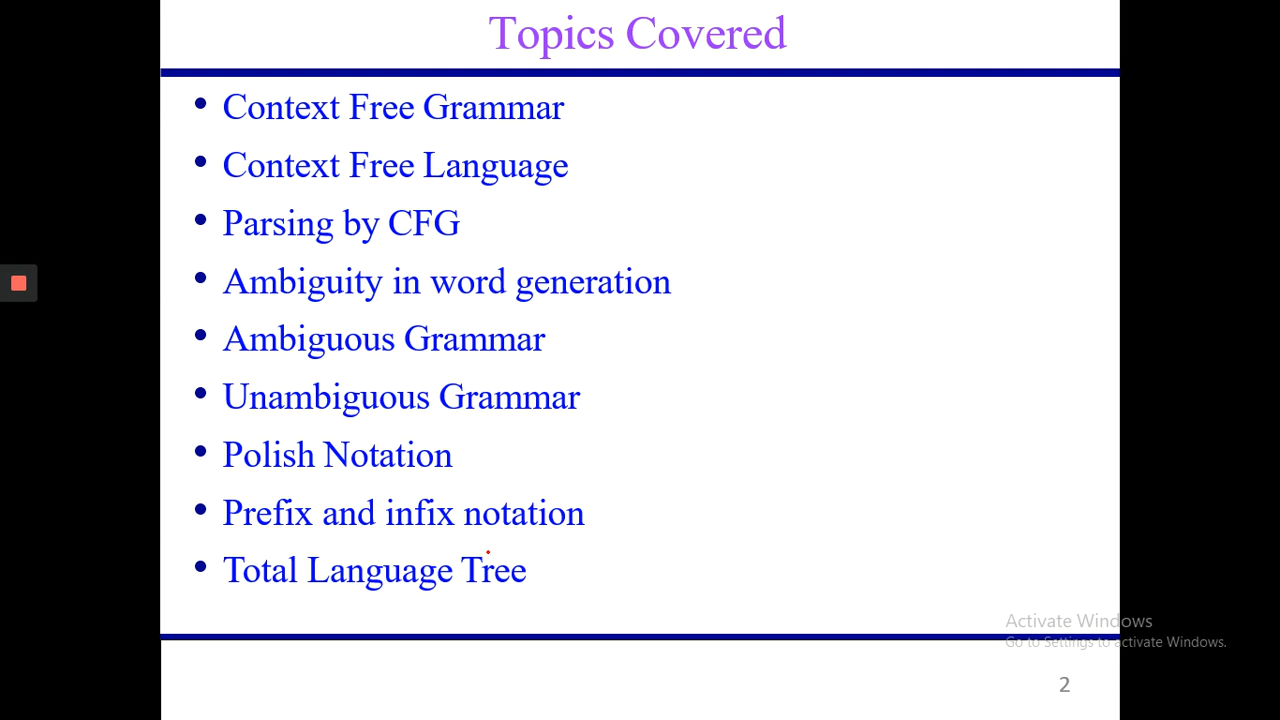 Topics Covered
• Context Free Grammar
• Context Free Language
• Parsing by CFG
• Ambiguity in word generation
• Ambiguous Grammar
• Unambiguous Grammar
• Polish Notation
• Prefix and infix notation
• Total Language Tree
Activate Windows
Go to Settings to activate Windows.
2